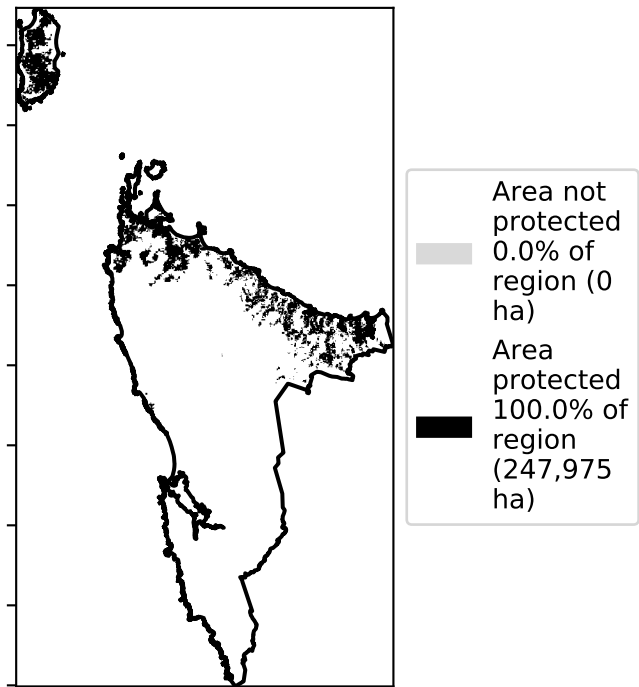 Area not
protected
0.0% of
region (0
ha)
Area
protected
100.0% of
region
(247,975
ha)